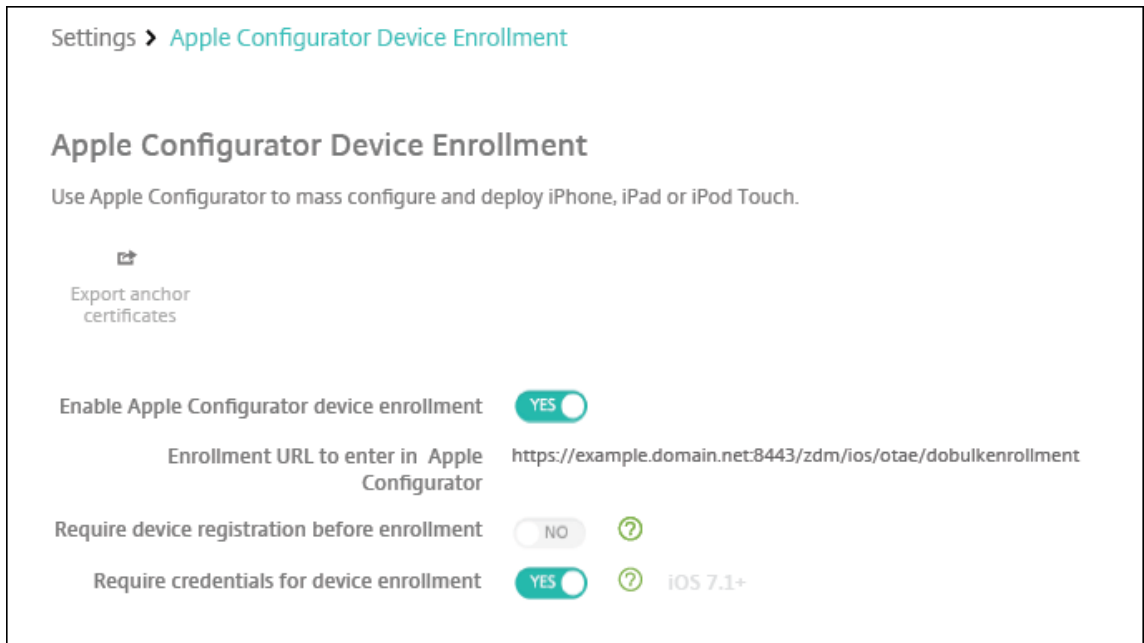 Settings > Apple Configurator Device Enrollment
Apple Configurator Device Enrollment
Use Apple Configurator to mass configure and deploy iPhone, iPad or iPod Touch.
Export anchor
certificates
Enable Apple Configurator device enrollment YES
Enrollment URL to enter in Apple https://example.domain.net:8443/zdm/ios/otae/dobulkenrollment
Configurator
Require device registration before enrollment NO ?
Require credentials for device enrollment YES ? iOS 7.1+